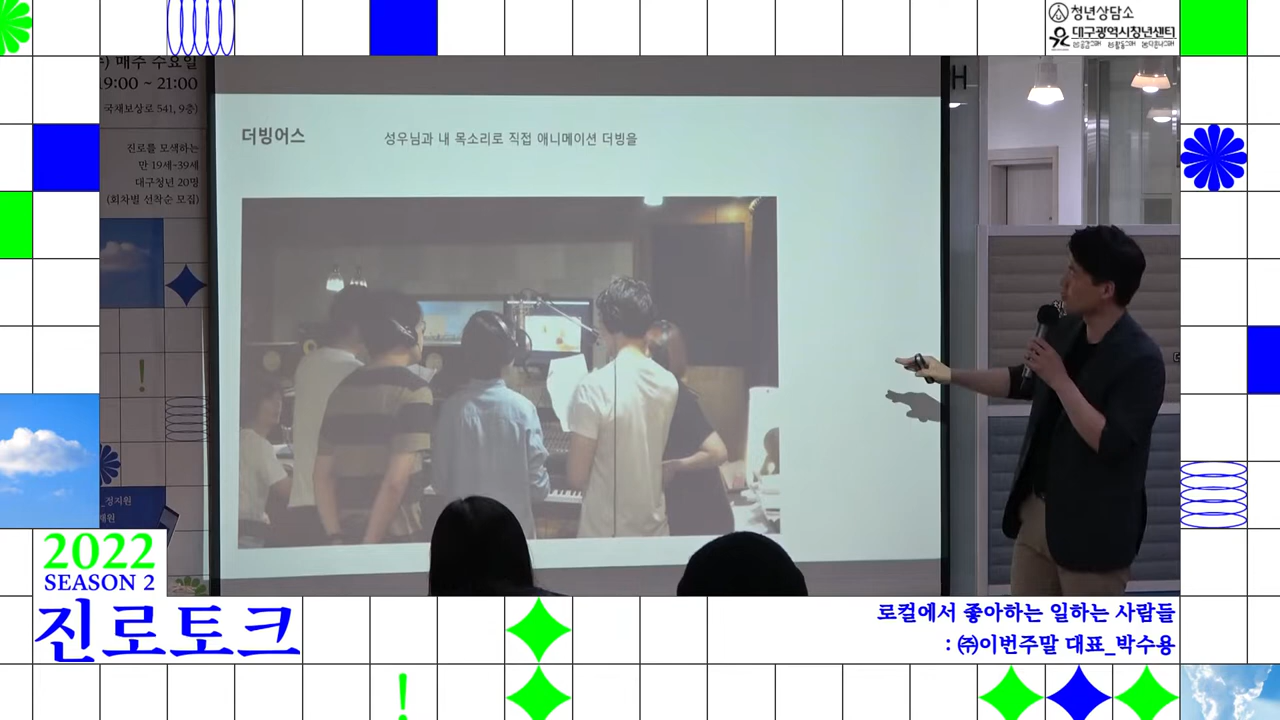 청년상담소
대구광역시청년센터
매주 수요일
19:00 ~ 21:00
국채보상로 541, 9층)
진로를 모색하는
만 19세~39세
대구청년 20명
(회차별 선착순 모집)
_정지원
더빙어스
성우님과 내 목소리로 직접 애니메이션 더빙을
H
2022
SEASON 2
진로토크
로컬에서 좋아하는 일하는 사람들
: ㈜이번주말 대표_박수용